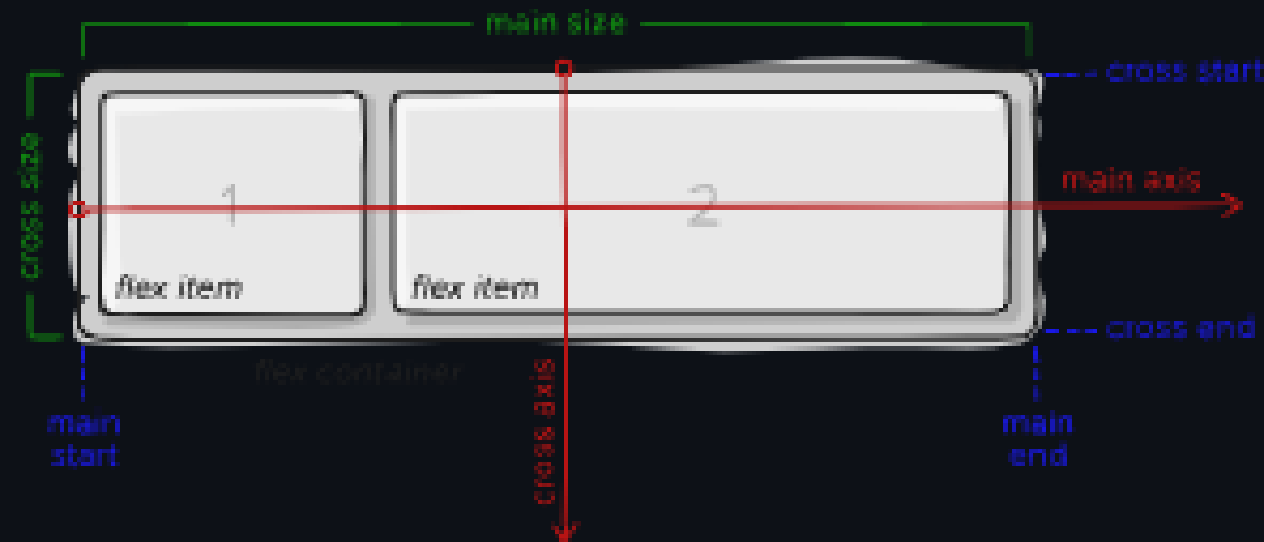 main size
cross start
cross size
main axis
1
2
flex item
flex item
cross end
flex container
cross axis
main
start
main
end